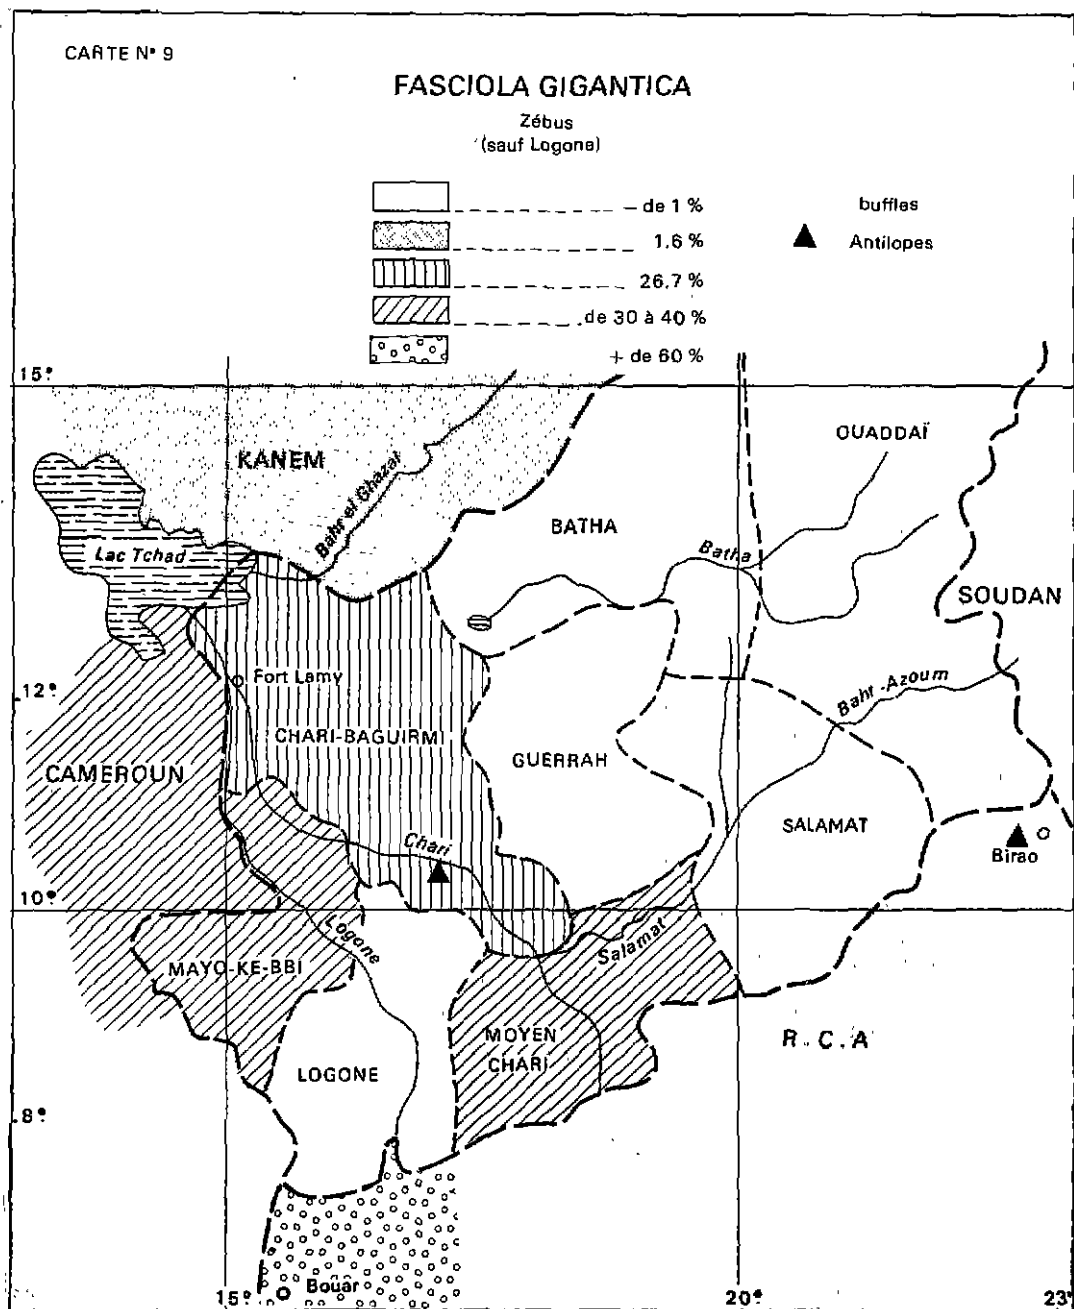 CARTE N° 9
FASCIOLA GIGANTICA
Zébus
(sauf Logone)
– de 1 %
buffles
1.6 %
Antilopes
26,7 %
de 30 à 40 %
+ de 60 %
15°
OUADDAÏ
KANEM
Bahr el Ghazal
BATHA
Lac Tchad
Batha
SOUDAN
Fort Lamy
12°
Bahr-Azoum
CHARI-BAGUIRMI
GUERRAH
CAMEROUN
SALAMAT
Chari
Birao
10°
Logone
Salamat
MAYO-KE-BBI
MOYEN
CHARI
R.C.A
LOGONE
8°
Bouar
15°
20°
23°